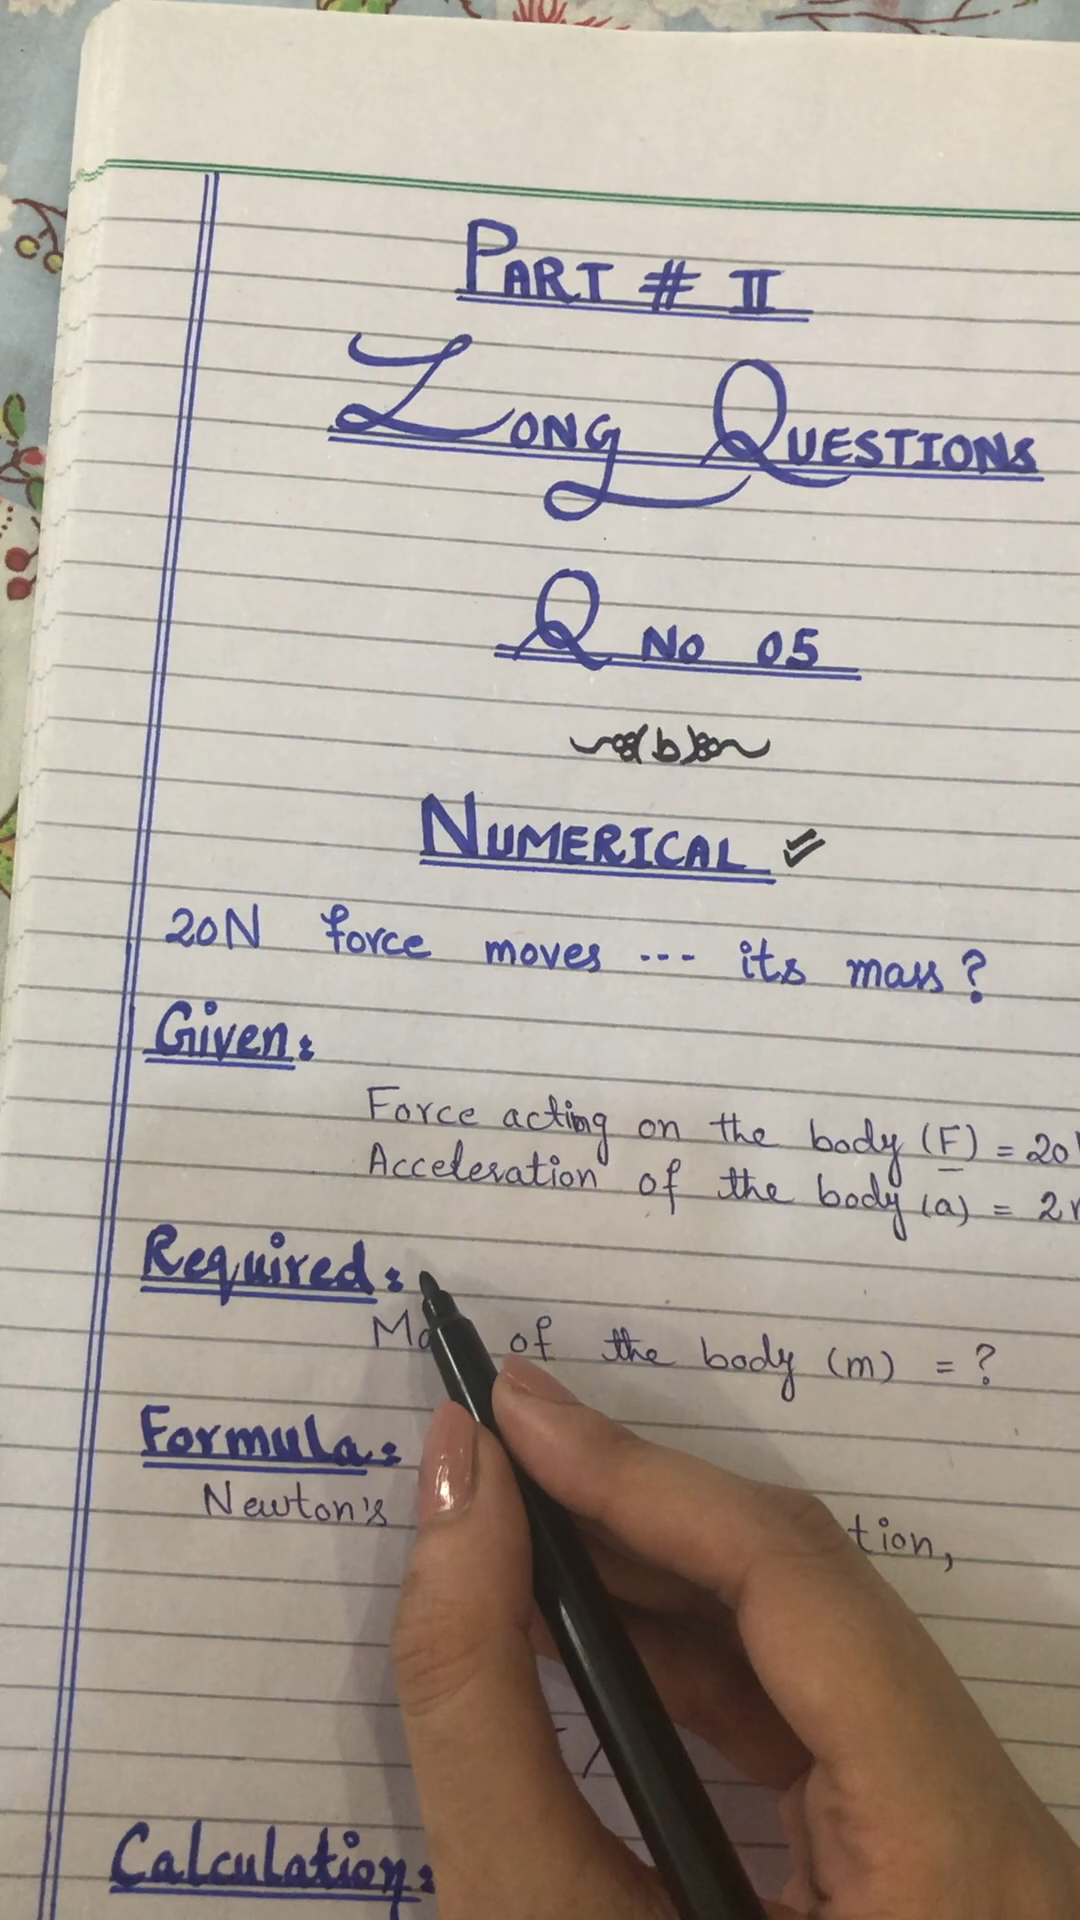 PART # II
LONG QUESTIONS
Q No 05
(b)
NUMERICAL
20N force moves --- its mass?
Given:
Force acting on the body (F) = 20
Acceleration of the body (a) = 2
Required:
of the body (m) = ?
Formula:
Newton's
Calculation: